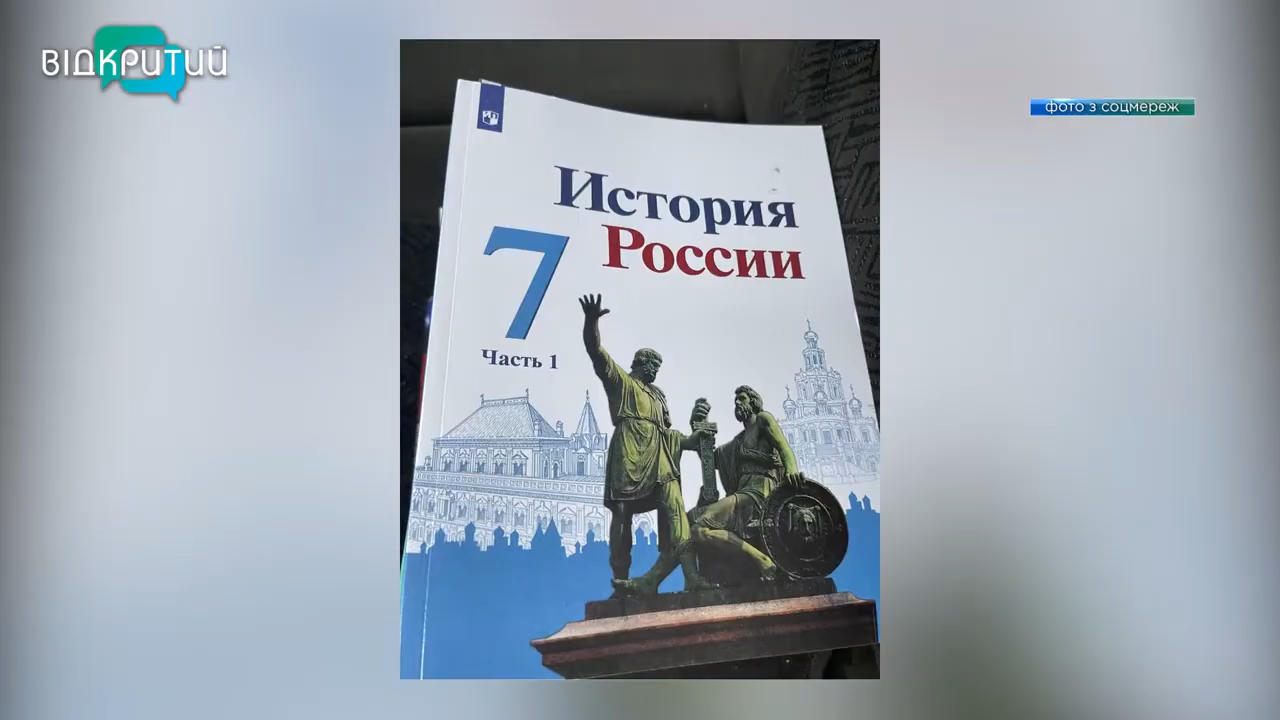 ВІДКРИТИЙ
фото з соцмереж
История
России
7
Часть 1